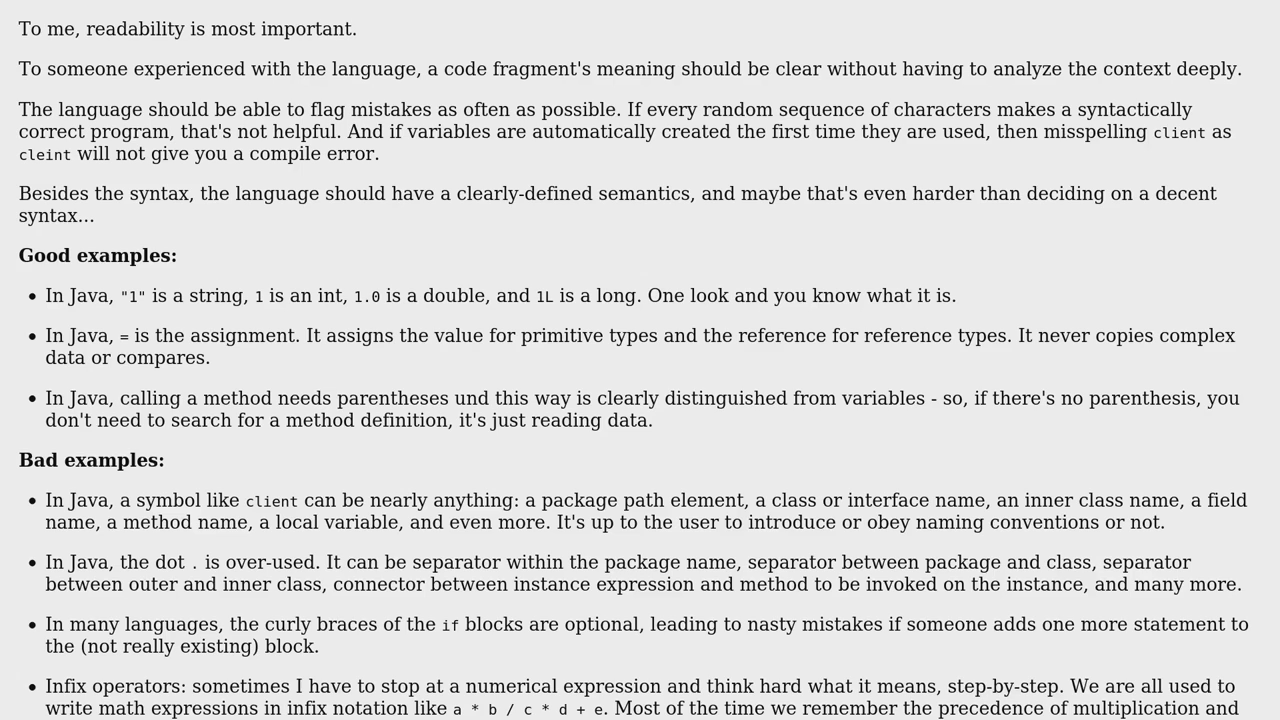 To me, readability is most important.
To someone experienced with the language, a code fragment's meaning should be clear without having to analyze the context deeply.
The language should be able to flag mistakes as often as possible. If every random sequence of characters makes a syntactically
correct program, that's not helpful. And if variables are automatically created the first time they are used, then misspelling client as
cleint will not give you a compile error.
Besides the syntax, the language should have a clearly-defined semantics, and maybe that's even harder than deciding on a decent
syntax...
Good examples:
• In Java, "1" is a string, 1 is an int, 1.0 is a double, and 1L is a long. One look and you know what it is.
• In Java, = is the assignment. It assigns the value for primitive types and the reference for reference types. It never copies complex
data or compares.
• In Java, calling a method needs parentheses und this way is clearly distinguished from variables - so, if there's no parenthesis, you
don't need to search for a method definition, it's just reading data.
Bad examples:
• In Java, a symbol like client can be nearly anything: a package path element, a class or interface name, an inner class name, a field
name, a method name, a local variable, and even more. It's up to the user to introduce or obey naming conventions or not.
• In Java, the dot . is over-used. It can be separator within the package name, separator between package and class, separator
between outer and inner class, connector between instance expression and method to be invoked on the instance, and many more.
• In many languages, the curly braces of the if blocks are optional, leading to nasty mistakes if someone adds one more statement to
the (not really existing) block.
• Infix operators: sometimes I have to stop at a numerical expression and think hard what it means, step-by-step. We are all used to
write math expressions in infix notation like a * b / c * d + e. Most of the time we remember the precedence of multiplication and